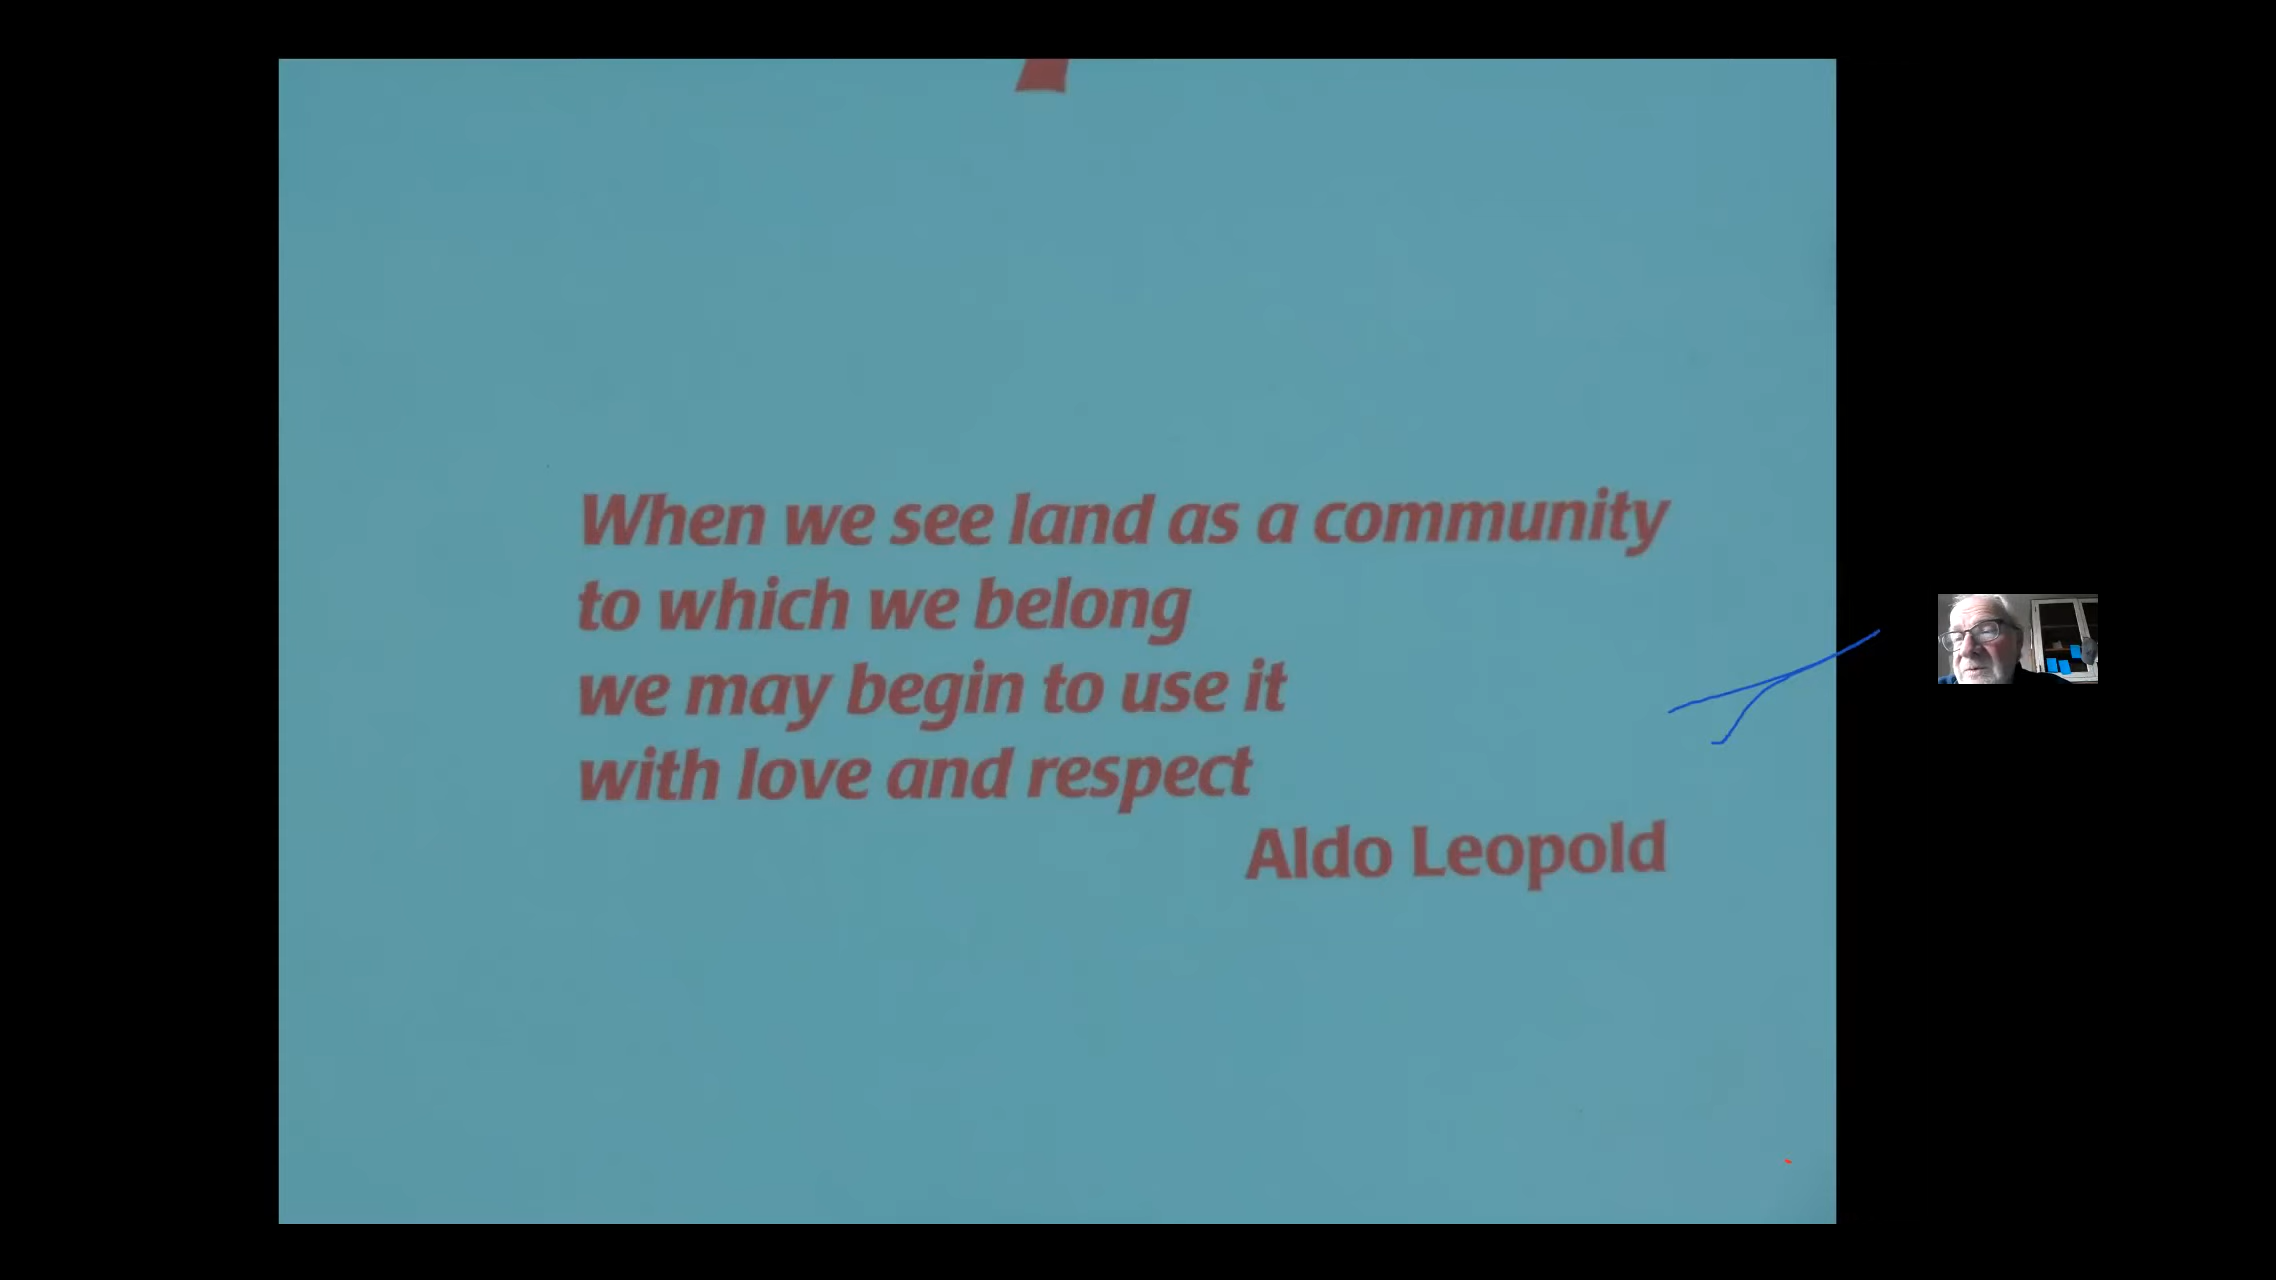 When we see land as a community
to which we belong
we may begin to use it
with love and respect
Aldo Leopold